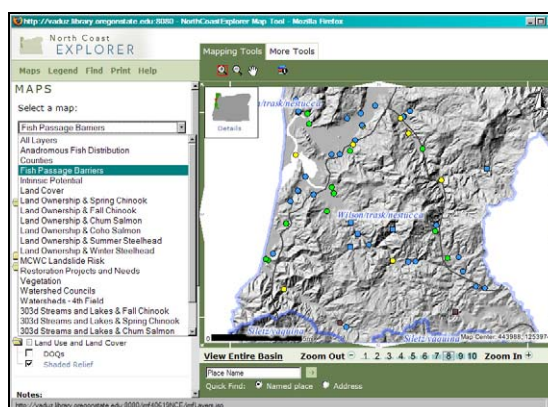 http://vaduz.library.oregonstate.edu:8080 - NorthCoastExplorer Map Tool - Mozilla Firefox
North Coast
EXPLORER
Mapping Tools More Tools
Maps Legend Find Print Help
MAPS
Select a map:
Fish Passage Barriers
All Layers
Anadromous Fish Distribution
Counties
Fish Passage Barriers
Intrinsic Potential
Land Cover
Land Ownership & Spring Chinook
Land Ownership & Fall Chinook
Land Ownership & Chum Salmon
Land Ownership & Coho Salmon
Land Ownership & Summer Steelhead
Land Ownership & Winter Steelhead
MCWC Landslide Risk
Restoration Projects and Needs
Vegetation
Watershed Councils
Watersheds - 4th Field
303d Streams and Lakes & Fall Chinook
303d Streams and Lakes & Spring Chinook
303d Streams and Lakes & Chum Salmon
Land Use and Land Cover
DOQs
Shaded Relief
Notes:
Details
/trask/nestucca
Wilson/trask/nestucca
Siletz/yaquina
Siletz/yaquina
Map Center: 443988,
View Entire Basin Zoom Out 1 2 3 4 5 6 7 8 9 10 Zoom In
Place Name
Quick Find: Named place Address